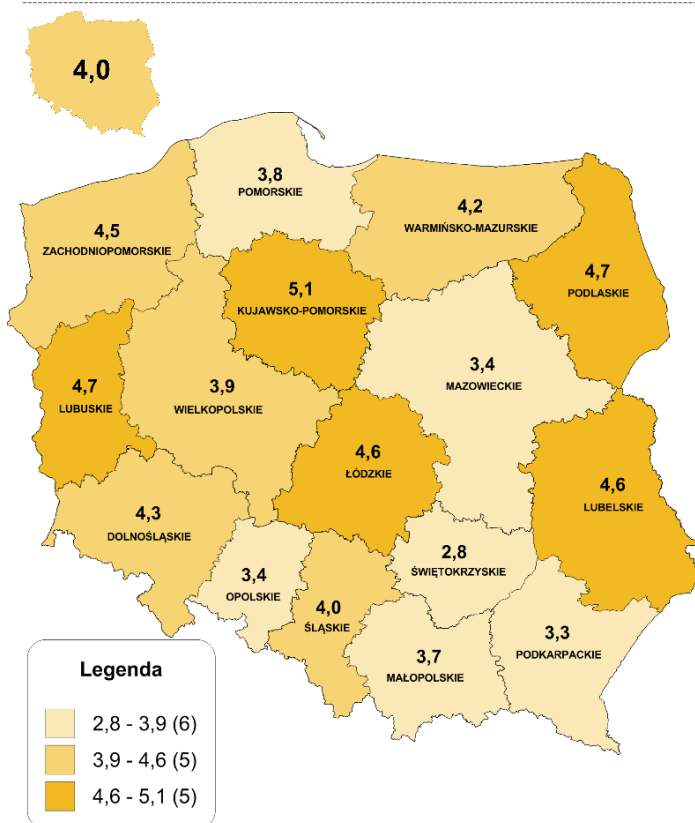 4,0
3,8
POMORSKIE
4,2
WARMIŃSKO-MAZURSKIE
4,5
ZACHODNIOPOMORSKIE
4,7
PODLASKIE
5,1
KUJAWSKO-POMORSKIE
3,4
MAZOWIECKIE
4,7
LUBUSKIE
3,9
WIELKOPOLSKIE
4,6
ŁÓDZKIE
4,6
LUBELSKIE
4,3
DOLNOŚLĄSKIE
2,8
ŚWIĘTOKRZYSKIE
3,4
OPOLSKIE
4,0
ŚLĄSKIE
3,3
PODKARPACKIE
3,7
MAŁOPOLSKIE
Legenda
2,8 - 3,9 (6)
3,9 - 4,6 (5)
4,6 - 5,1 (5)